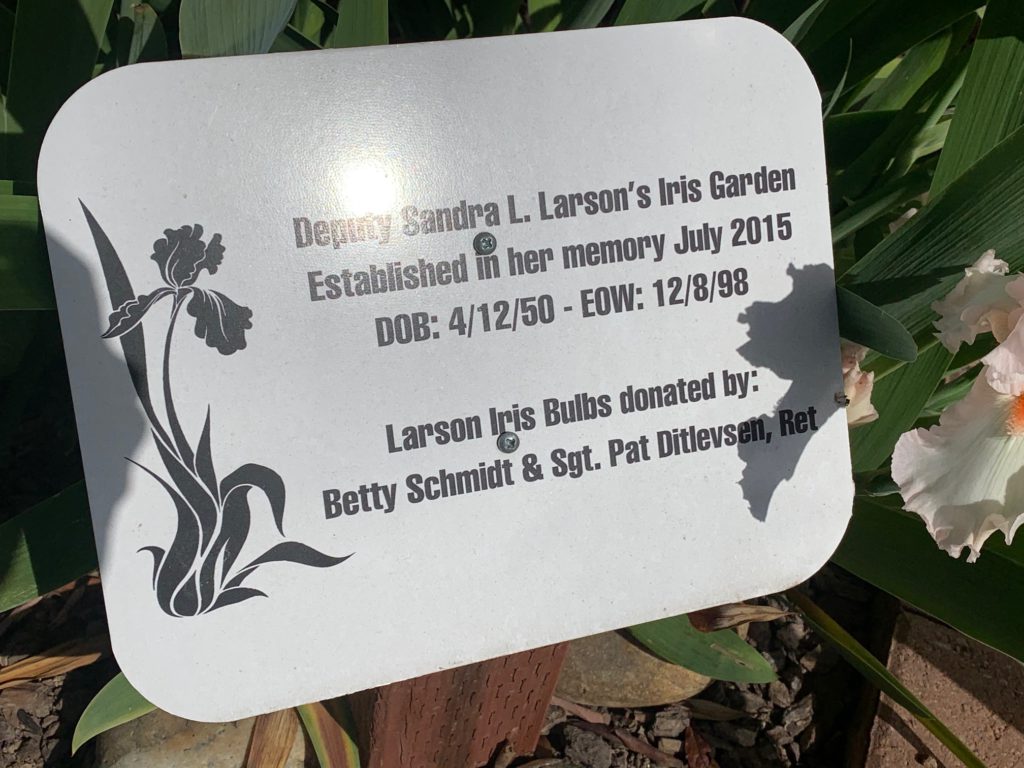 Deputy Sandra L. Larson's Iris Garden
Established in her memory July 2015
DOB: 4/12/50 - EOW: 12/8/98
Larson Iris Bulbs donated by:
Betty Schmidt & Sgt. Pat Ditlevsen, Ret